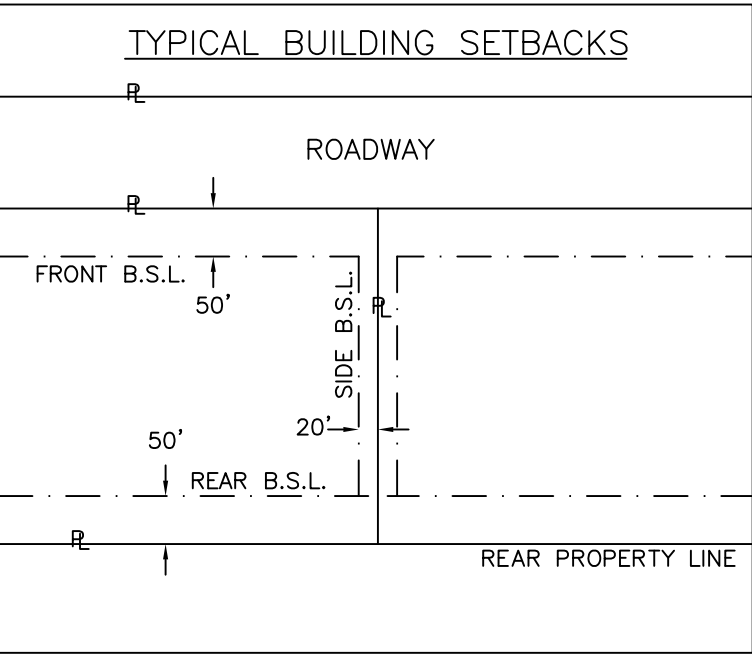 TYPICAL BUILDING SETBACKS
PL
ROADWAY
PL
FRONT B.S.L.
50'
SIDE B.S.L.
PL
20'
50'
REAR B.S.L.
PL
REAR PROPERTY LINE